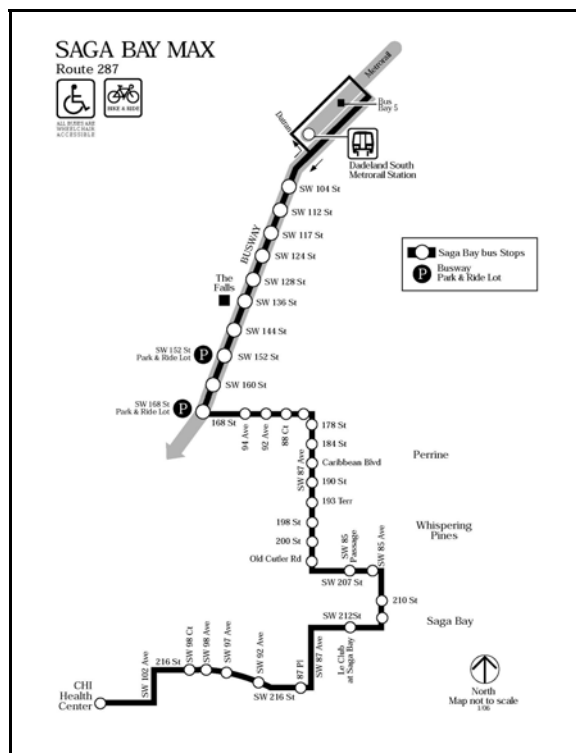 SAGA BAY MAX
Route 287
BIKE & RIDE
ALL BUSES ARE
WHEELCHAIR
ACCESSIBLE
Metrorail
Bus
Bay 5
Datran
Dadeland South
Metrorail Station
SW 104 St
SW 112 St
SW 117 St
BUSWAY
SW 124 St
The
Falls
SW 128 St
SW 136 St
SW 144 St
SW 152 St
Park & Ride Lot
P
SW 152 St
SW 160 St
SW 168 St
Park & Ride Lot
P
168 St
94 Ave
92 Ave
88 Ct
SW 87 Ave
Saga Bay bus Stops
P
Busway
Park & Ride Lot
178 St
184 St
Caribbean Blvd
190 St
193 Terr
198 St
200 St
Old Cutler Rd
Perrine
Whispering
Pines
SW 85
Passage
SW 85 Ave
SW 207 St
210 St
SW 212St
Saga Bay
Le Club
at Saga Bay
SW 87 Ave
87 Pl
SW 216 St
SW 92 Ave
SW 97 Ave
SW 98 Ave
SW 98 Ct
216 St
SW 102 Ave
CHI
Health
Center
North
Map not to scale
1/06